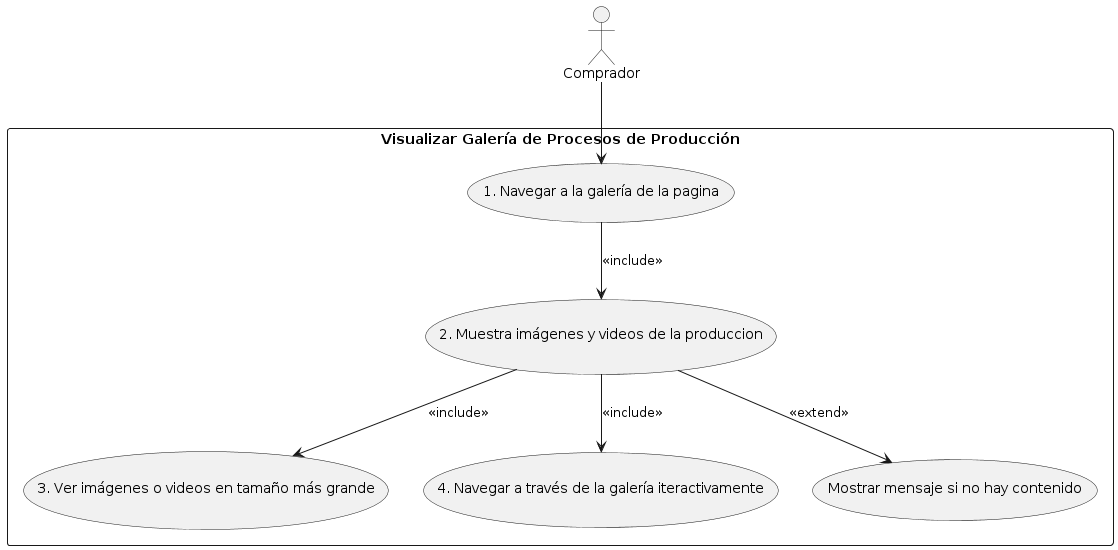 Comprador
Visualizar Galería de Procesos de Producción
1. Navegar a la galería de la pagina
«include»
2. Muestra imágenes y videos de la produccion
«include»
«include»
«extend»
3. Ver imágenes o videos en tamaño más grande
4. Navegar a través de la galería iteractivamente
Mostrar mensaje si no hay contenido